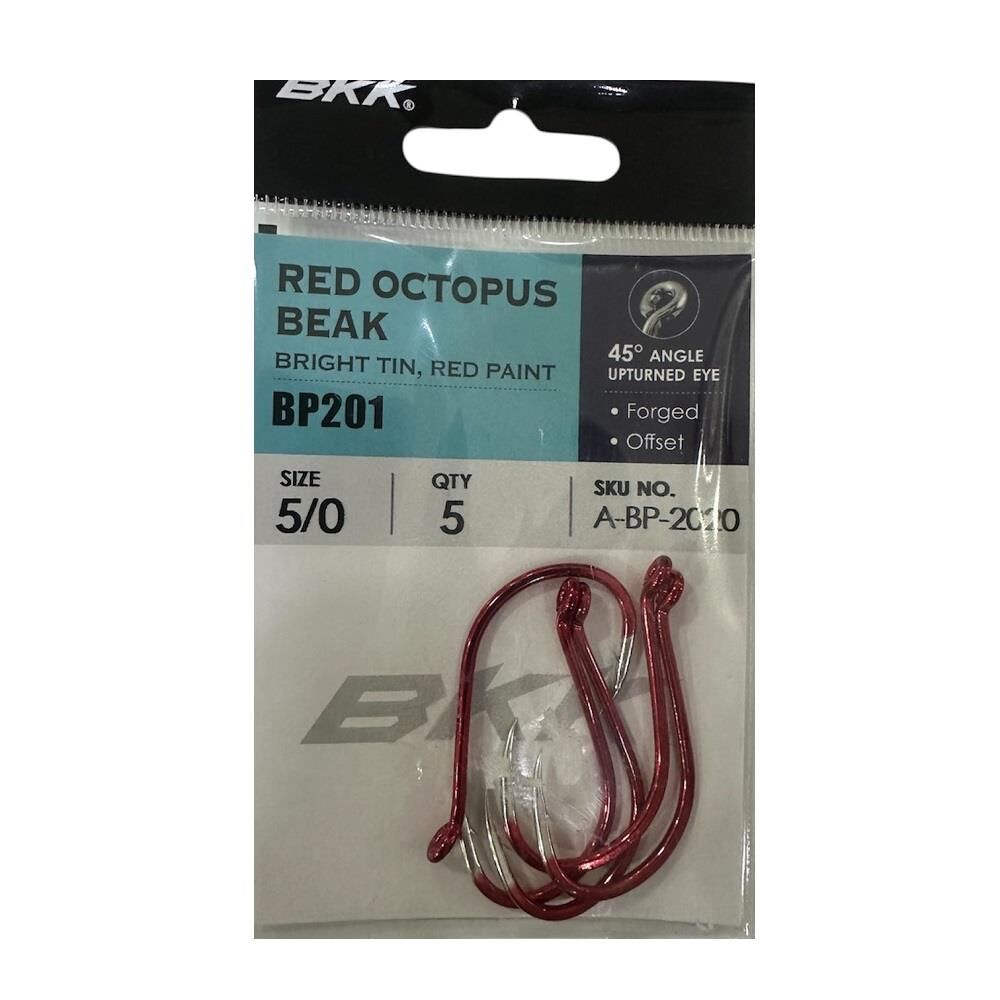 BKK®
RED OCTOPUS
BEAK
BRIGHT TIN, RED PAINT
BP201
45° ANGLE
UPTURNED EYE
• Forged
• Offset
SIZE
5/0
QTY
5
SKU NO.
A-BP-2020
BKK